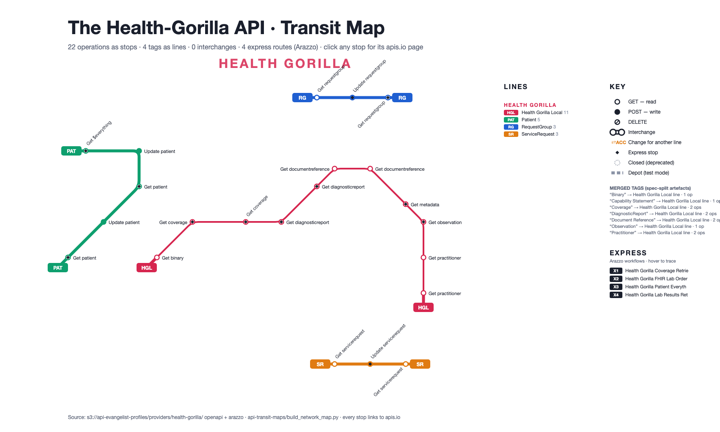 The Health-Gorilla API · Transit Map
22 operations as stops · 4 tags as lines · 0 interchanges · 4 express routes (Arazzo) · click any stop for its apis.io page
HEALTH GORILLA
Get requestgroup
Update requestgroup
RG
RG
Get requestgroup
Get $everything
PAT
Update patient
Get patient
Update patient
Get patient
PAT
Get documentreference
Get documentreference
Get diagnosticreport
Get metadata
Get coverage
Get coverage
Get diagnosticreport
Get observation
Get binary
HGL
Get practitioner
Get practitioner
HGL
Get servicerequest
Update servicerequest
SR
SR
Get servicerequest
LINES
HEALTH GORILLA
HGL Health Gorilla Local 11
PAT Patient 5
RG RequestGroup 3
SR ServiceRequest 3
KEY
GET — read
POST — write
DELETE
Interchange
Change for another line
Express stop
Closed (deprecated)
Depot (test mode)
MERGED TAGS (spec-split artefacts)
"Binary" → Health Gorilla Local line · 1 op
"Capability Statement" → Health Gorilla Local line · 1 op
"Coverage" → Health Gorilla Local line · 2 ops
"DiagnosticReport" → Health Gorilla Local line · 2 ops
"Document Reference" → Health Gorilla Local line · 2 op
"Observation" → Health Gorilla Local line · 1 op
"Practitioner" → Health Gorilla Local line · 2 ops
EXPRESS
Arazzo workflows · hover to trace
X1 Health Gorilla Coverage Retrie
X2 Health Gorilla FHIR Lab Order
X3 Health Gorilla Patient Everyth
X4 Health Gorilla Lab Results Ret
Source: s3://api-evangelist-profiles/providers/health-gorilla/ openapi + arazzo · api-transit-maps/build_network_map.py · every stop links to apis.io